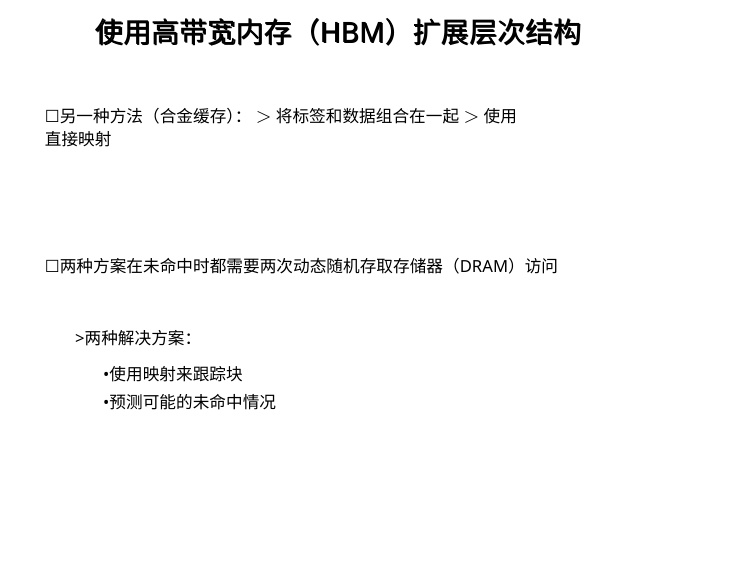 使用高带宽内存（HBM）扩展层次结构
☐另一种方法（合金缓存）： ＞ 将标签和数据组合在一起 ＞ 使用
直接映射
☐两种方案在未命中时都需要两次动态随机存取存储器（DRAM）访问
>两种解决方案：
•使用映射来跟踪块
•预测可能的未命中情况